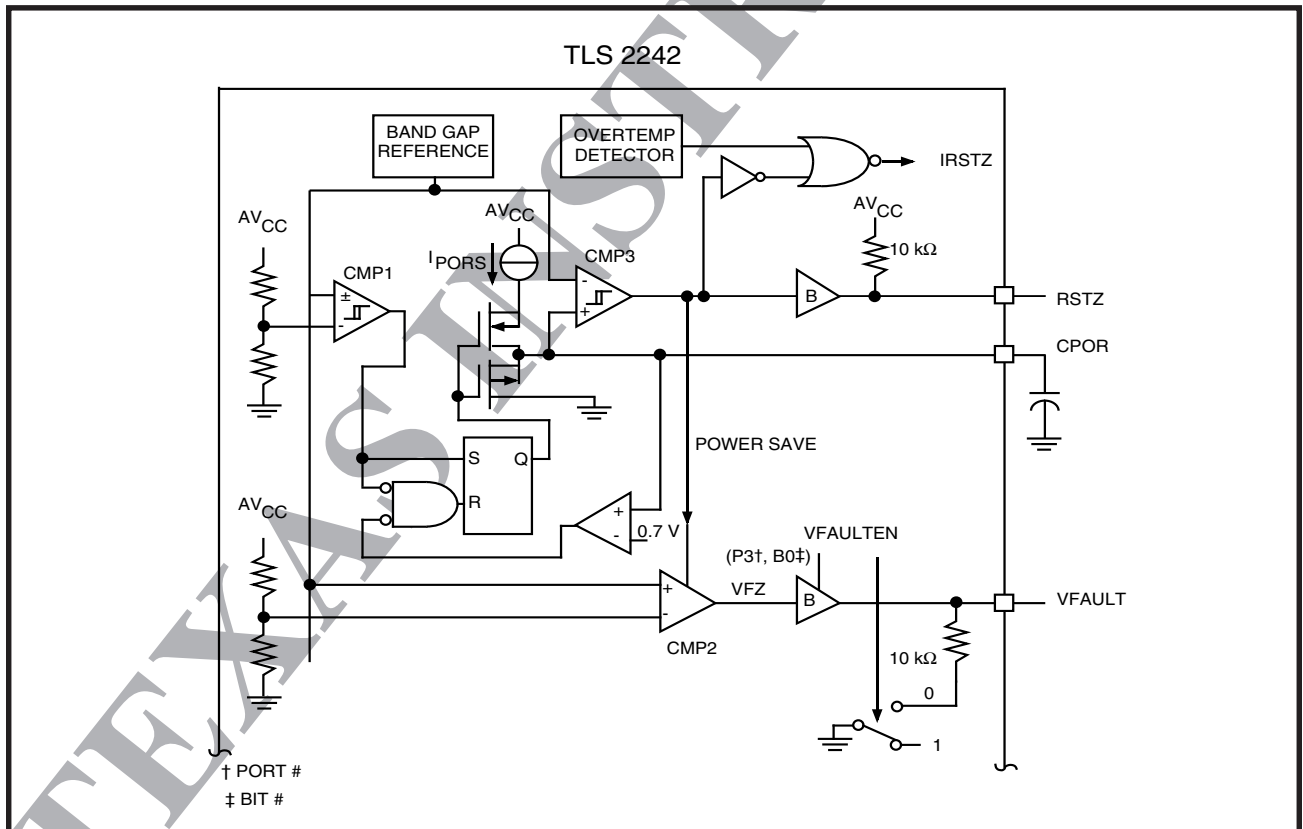 TLS 2242
BAND GAP
REFERENCE
OVERTEMP
DETECTOR
IRSTZ
AVCC
AVCC
AVCC
10 kΩ
IPORS
CMP3
CMP1
±
-
-
+
B
RSTZ
CPOR
POWER SAVE
S
Q
R
AVCC
+
-
0.7 V
VFAULTEN
(P3†, B0‡)
VFZ
+
-
B
VFAULT
CMP2
10 kΩ
0
1
† PORT #
‡ BIT #
TEXAS INSTR